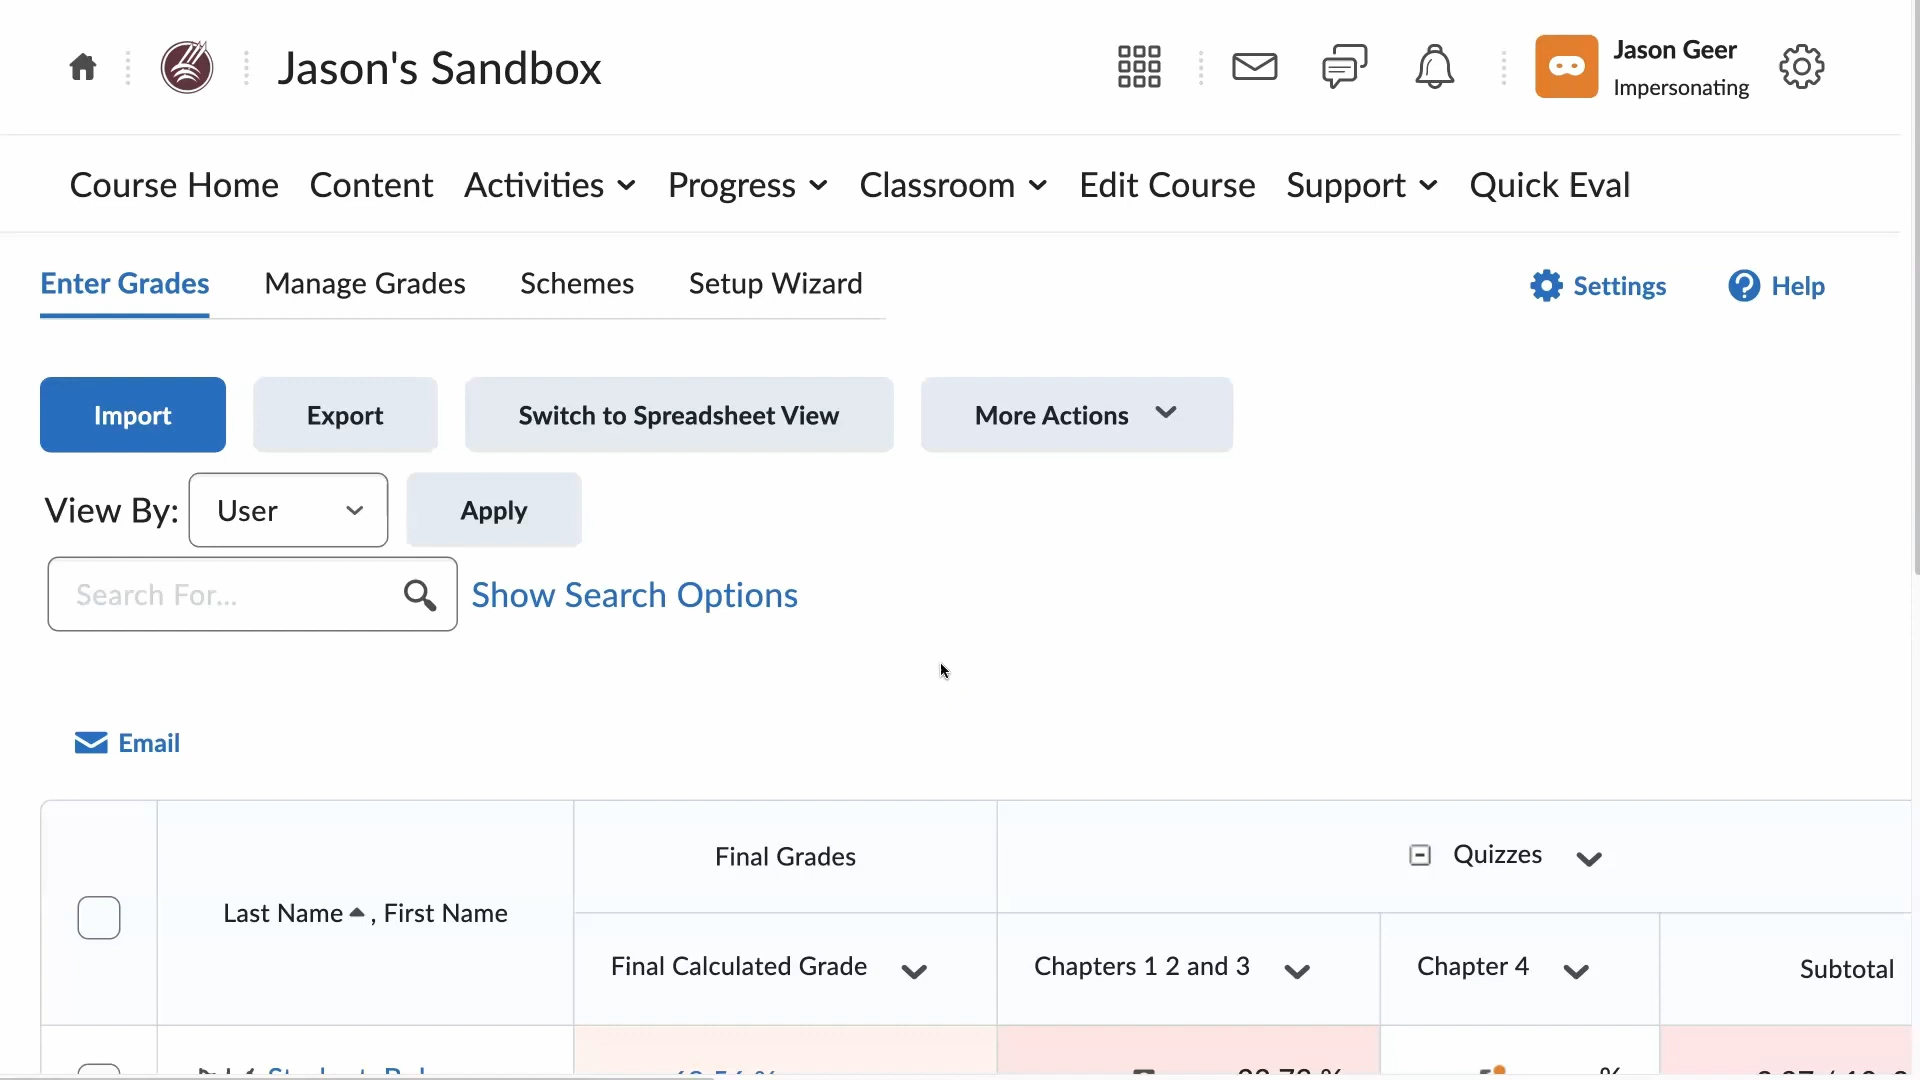 Jason's Sandbox
Jason Geer
Impersonating
Course Home Content Activities Progress Classroom Edit Course Support Quick Eval
Enter Grades Manage Grades Schemes Setup Wizard Settings Help
Import Export Switch to Spreadsheet View More Actions
View By: User Apply
Search For... Show Search Options
Email
Final Grades Quizzes
Last Name , First Name
Final Calculated Grade Chapters 1 2 and 3 Chapter 4 Subtotal